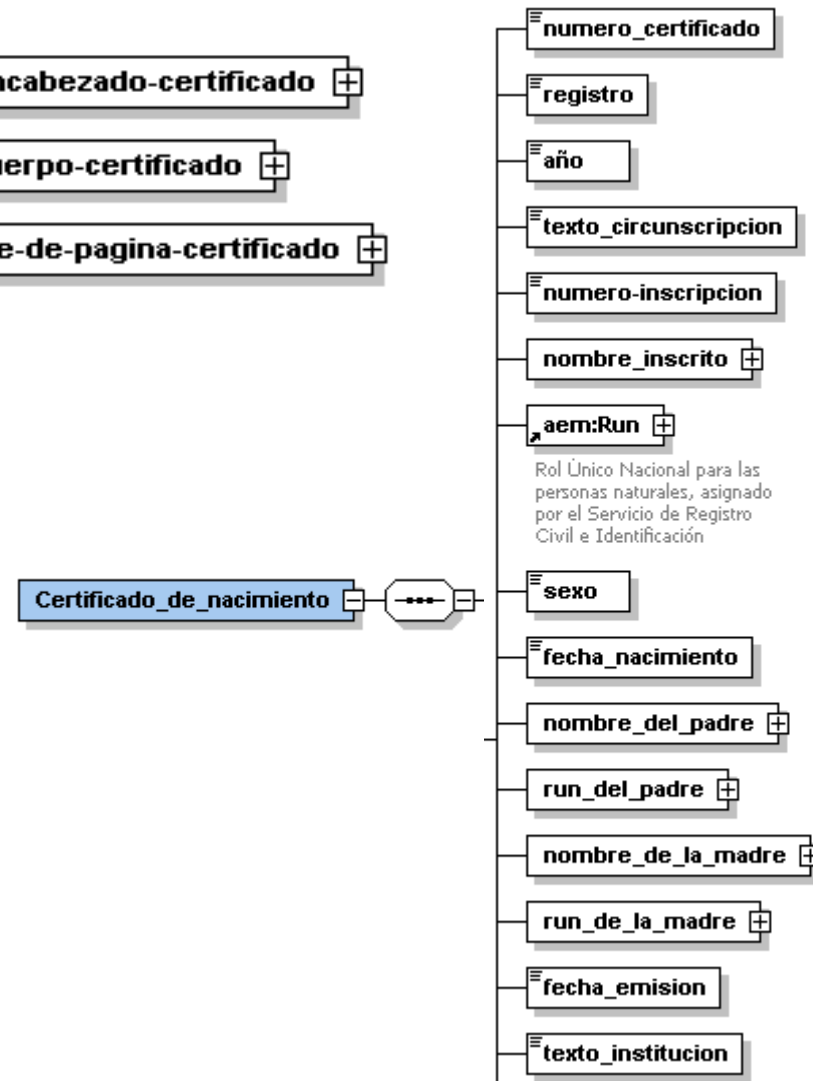 acabezado-certificado
uerpo-certificado
e-de-pagina-certificado
Certificado_de_nacimiento
numero_certificado
registro
año
texto_circunscripcion
numero-inscripcion
nombre_inscrito
aem:Run
Rol Único Nacional para las
personas naturales, asignado
por el Servicio de Registro
Civil e Identificación
sexo
fecha_nacimiento
nombre_del_padre
run_del_padre
nombre_de_la_madre
run_de_la_madre
fecha_emision
texto_institucion